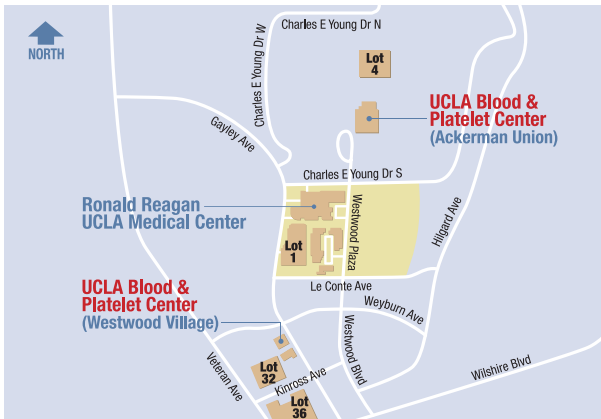 Charles E Young Dr N
NORTH
Charles E Young Dr W
Lot
4
UCLA Blood &
Platelet Center
(Ackerman Union)
Gayley Ave
Charles E Young Dr S
Ronald Reagan
UCLA Medical Center
Westwood Plaza
Hilgard Ave
Lot
1
Le Conte Ave
UCLA Blood &
Platelet Center
(Westwood Village)
Weyburn Ave
Westwood Blvd
Veteran Ave
Lot
32
Kinross Ave
Wilshire Blvd
Lot
36